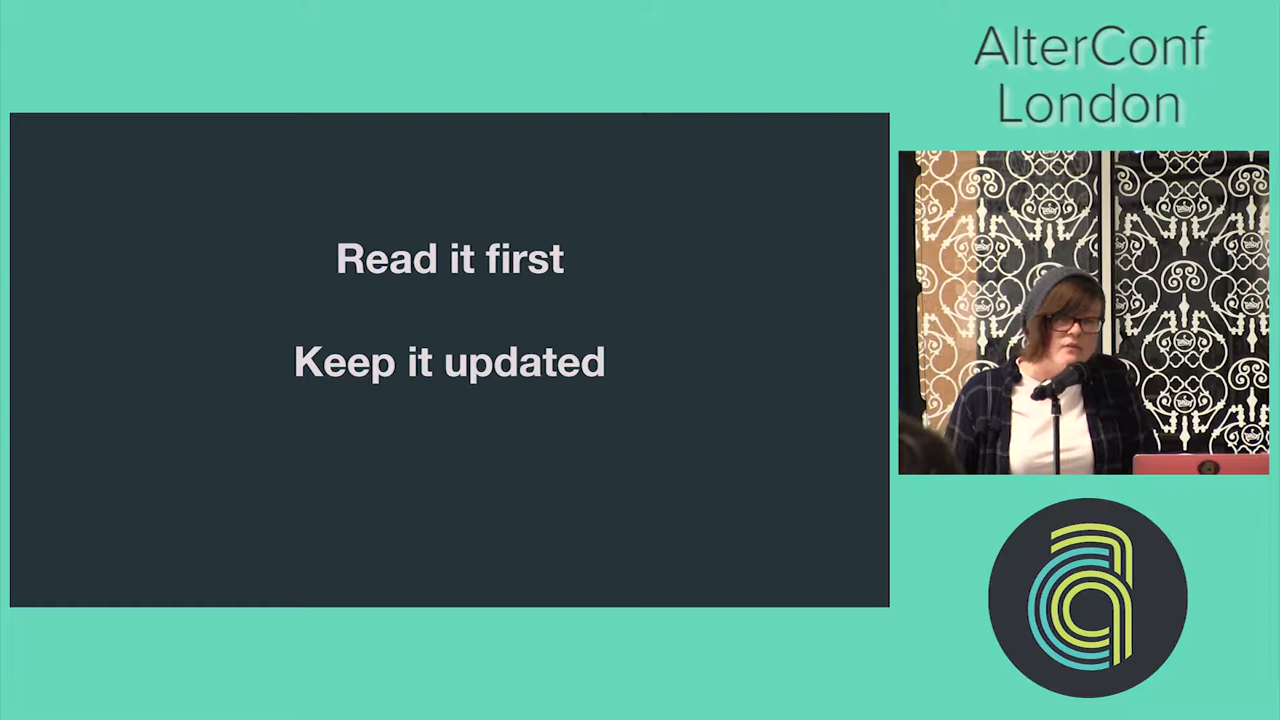 AlterConf
London
Read it first
Keep it updated